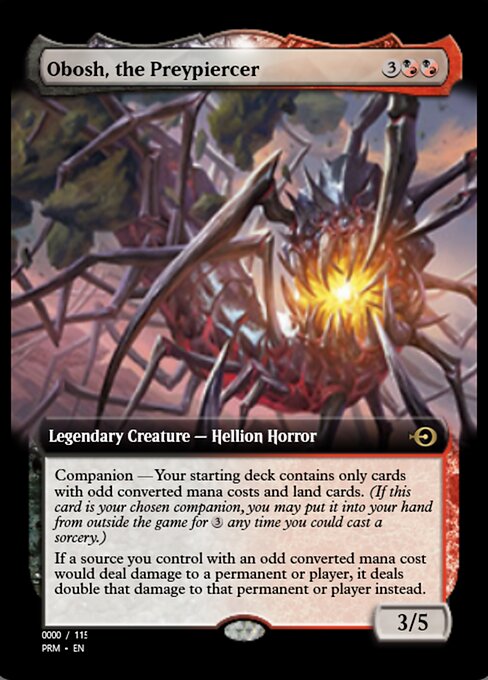 Obosh, the Preypiercer 3
Legendary Creature — Hellion Horror
Companion — Your starting deck contains only cards
with odd converted mana costs and land cards. (If this
card is your chosen companion, you may put it into your hand
from outside the game for 3 any time you could cast a
sorcery.)
If a source you control with an odd converted mana cost
would deal damage to a permanent or player, it deals
double that damage to that permanent or player instead.
3/5
0000 / 115
PRM • EN